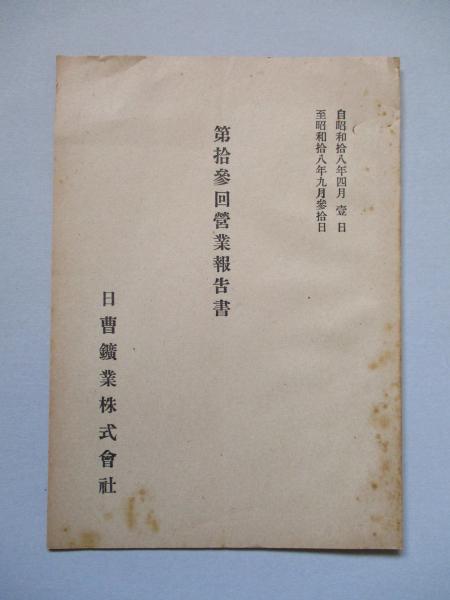 自昭和拾八年四月壹日
至昭和拾八年九月參拾日
第拾參回營業報告書
日曹鑛業株式會社